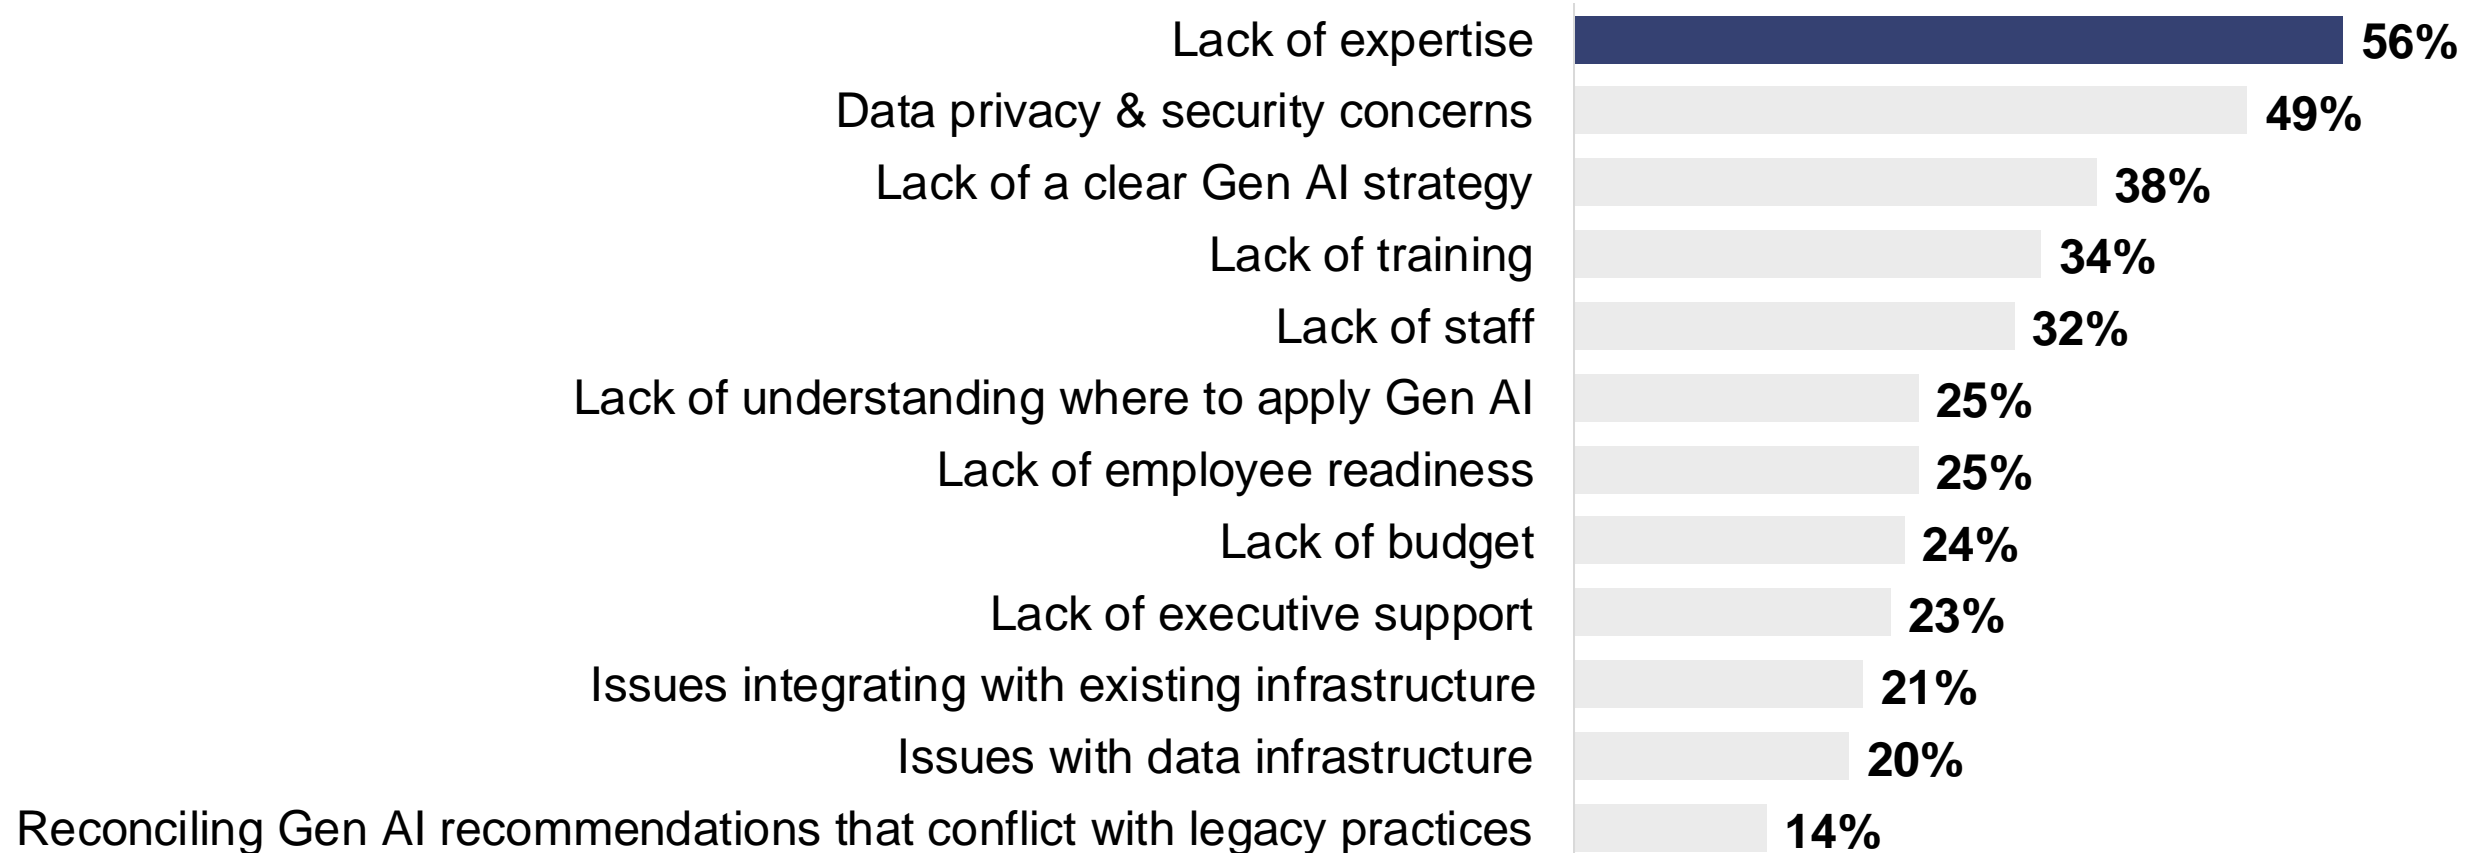 Lack of expertise 56%
Data privacy & security concerns 49%
Lack of a clear Gen AI strategy 38%
Lack of training 34%
Lack of staff 32%
Lack of understanding where to apply Gen AI 25%
Lack of employee readiness 25%
Lack of budget 24%
Lack of executive support 23%
Issues integrating with existing infrastructure 21%
Issues with data infrastructure 20%
Reconciling Gen AI recommendations that conflict with legacy practices 14%